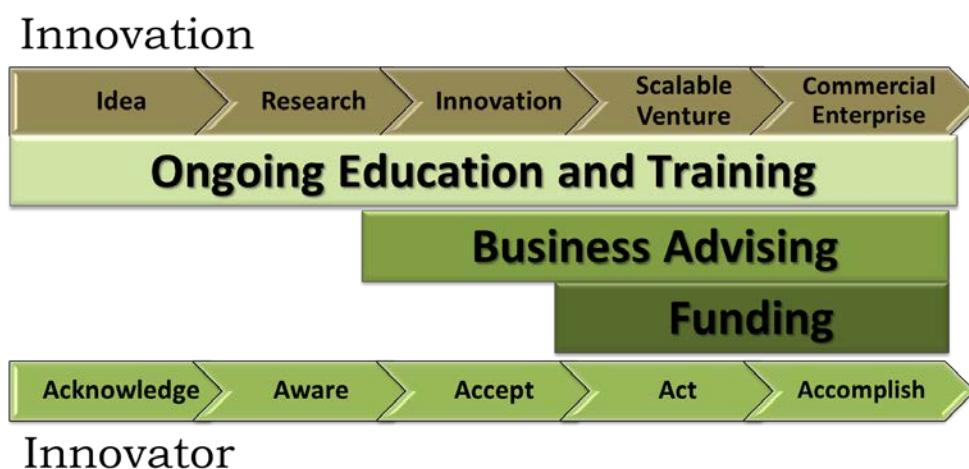 Innovation
Idea
Research
Innovation
Scalable
Venture
Commercial
Enterprise
Ongoing Education and Training
Business Advising
Funding
Acknowledge
Aware
Accept
Act
Accomplish
Innovator